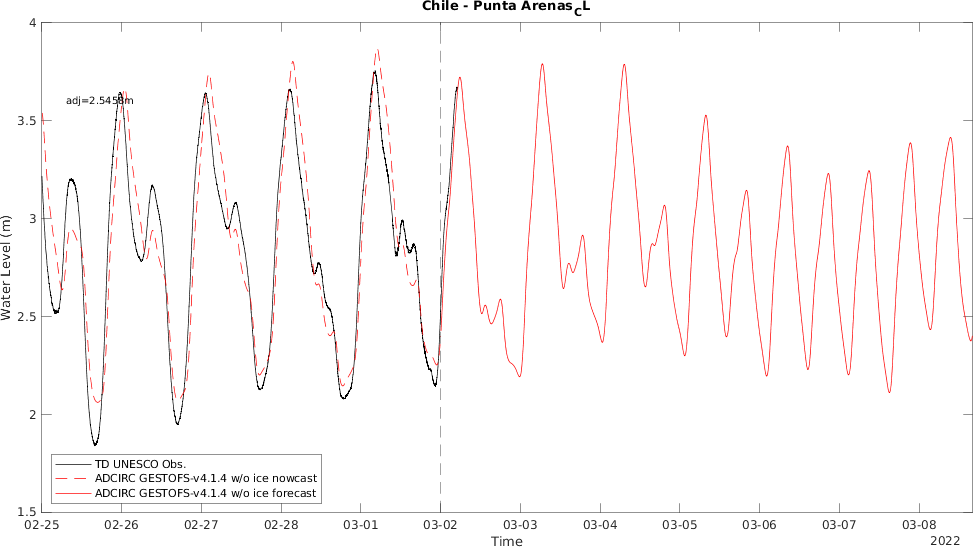 Chile - Punta Arenas_CL
4
3.5
3
2.5
2
1.5
Water Level (m)
adj=2.5458m
TD UNESCO Obs.
ADCIRC GESTOFS-v4.1.4 w/o ice nowcast
ADCIRC GESTOFS-v4.1.4 w/o ice forecast
02-25 02-26 02-27 02-28 03-01 03-02 03-03 03-04 03-05 03-06 03-07 03-08
Time
2022